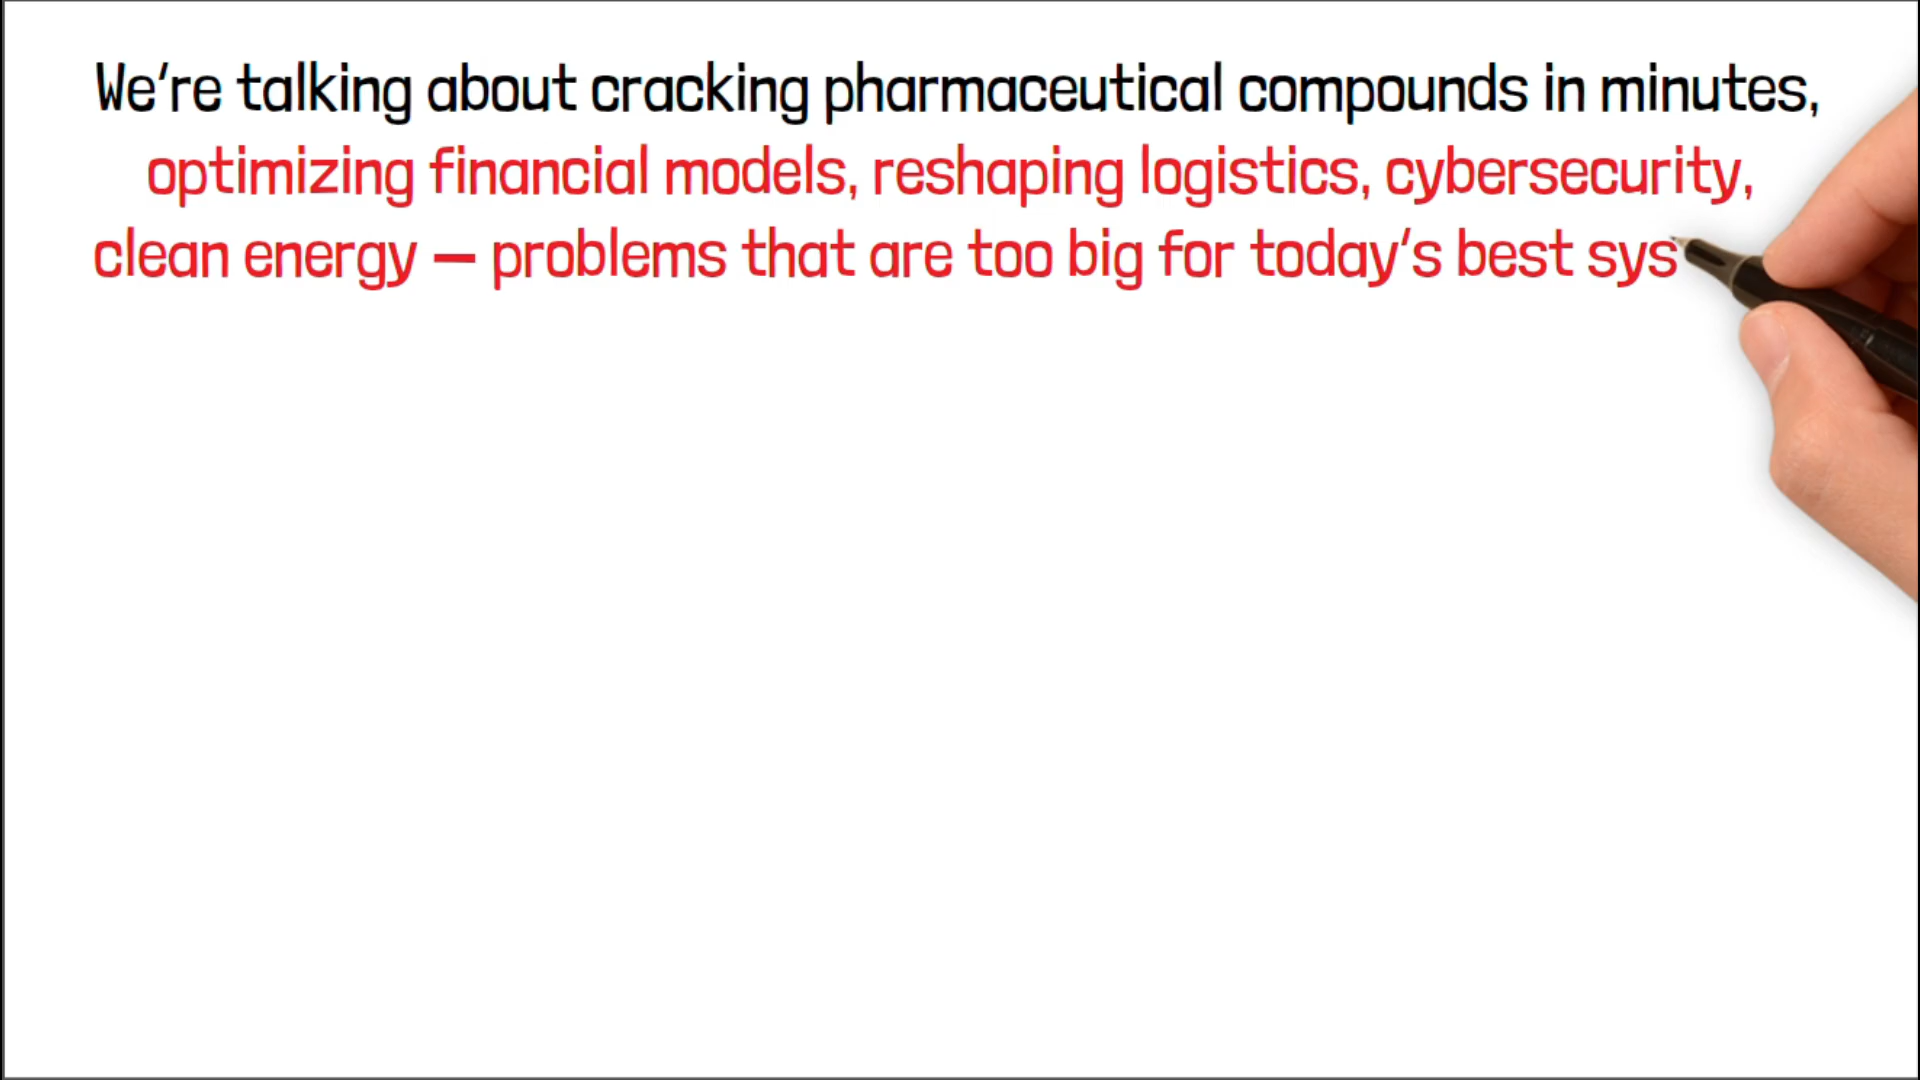 We're talking about cracking pharmaceutical compounds in minutes,
optimizing financial models, reshaping logistics, cybersecurity,
clean energy — problems that are too big for today's best sys